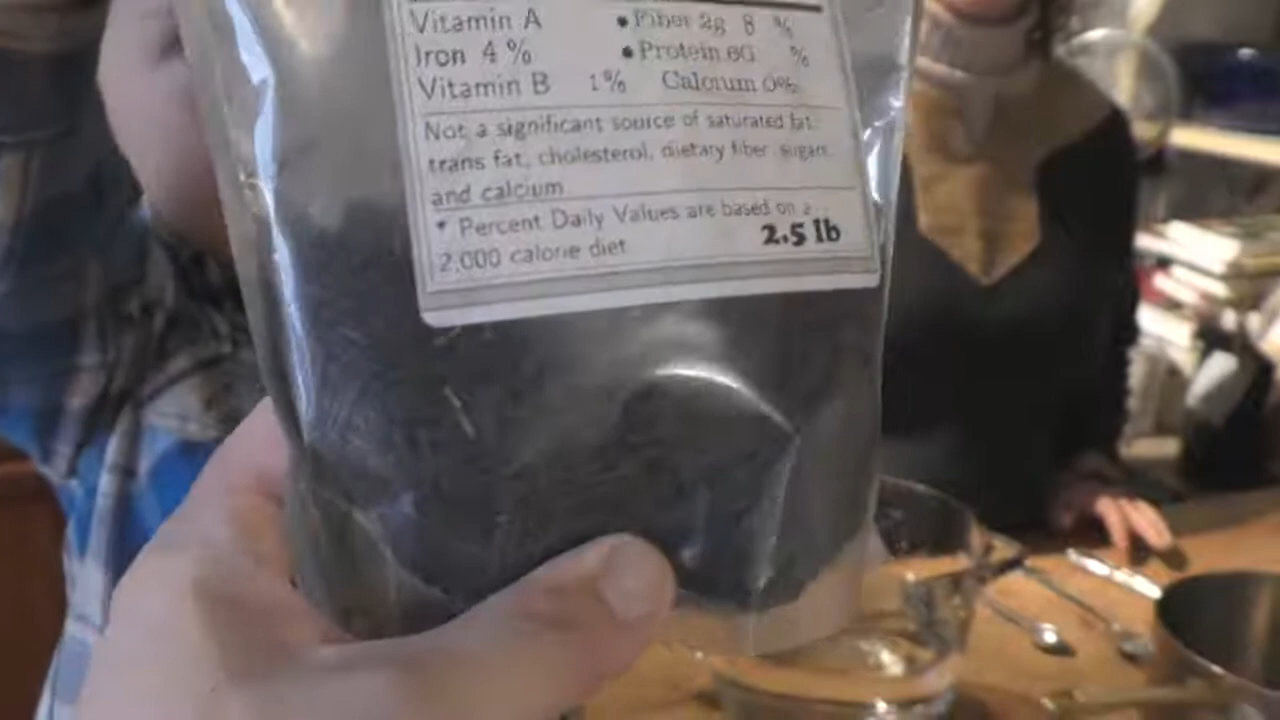 Vitamin A • Fiber 2g 8 %
Iron 4 % • Protein 6G %
Vitamin B 1% Calcium 0%
Not a significant source of saturated fat
trans fat, cholesterol, dietary fiber sugars
and calcium
* Percent Daily Values are based on a
2,000 calorie diet
2.5 lb